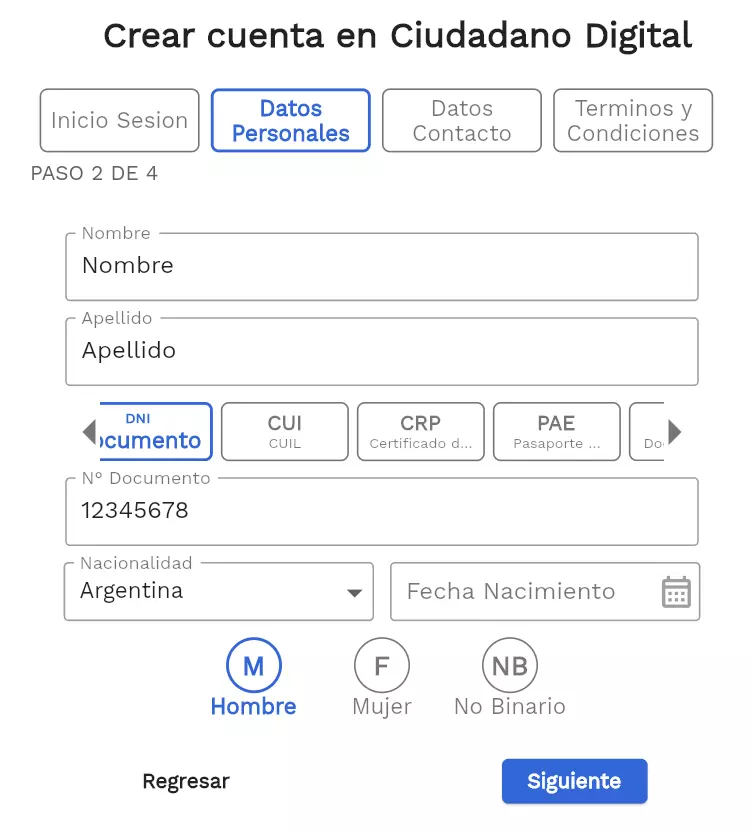 Crear cuenta en Ciudadano Digital
Inicio Sesion
Datos
Personales
Datos
Contacto
Terminos y
Condiciones
PASO 2 DE 4
Nombre
Nombre
Apellido
Apellido
DNI
ocumento
CUI
CUIL
CRP
Certificado d...
PAE
Pasaporte ...
Do
N° Documento
12345678
Nacionalidad
Argentina
Fecha Nacimiento
M
Hombre
F
Mujer
NB
No Binario
Regresar
Siguiente